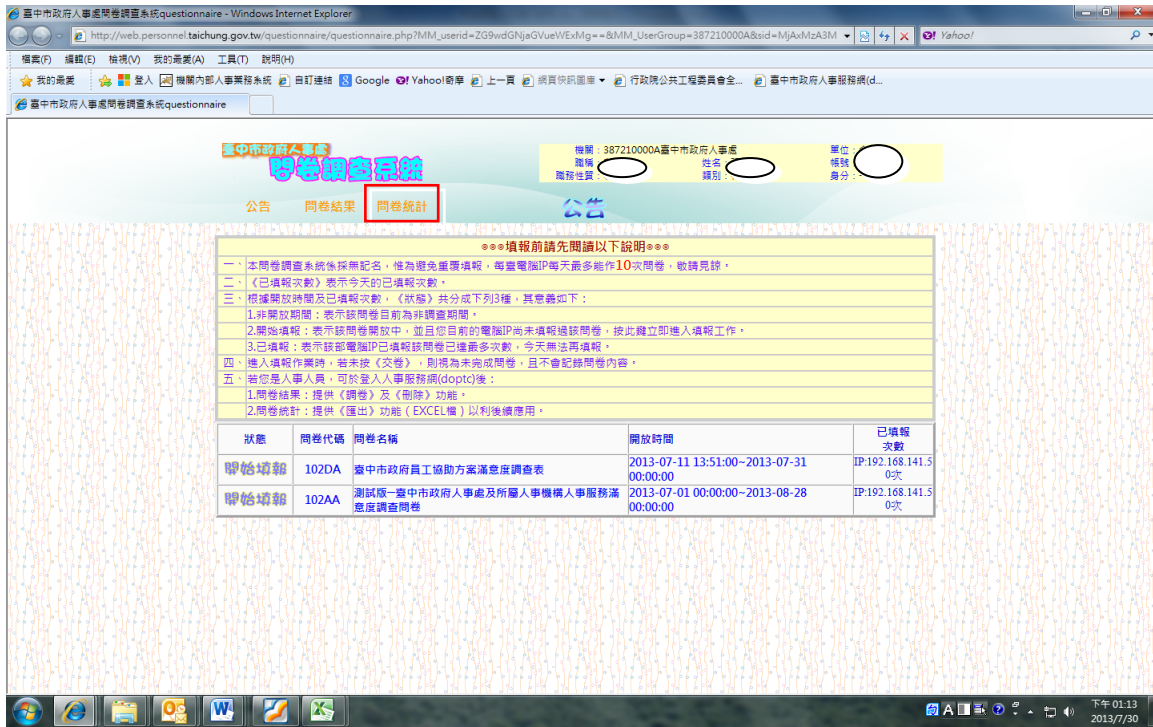 臺中市政府人事處問卷調查系統questionnaire - Windows Internet Explorer
http://web.personnel.taichung.gov.tw/questionnaire/questionnaire.php?MM_userid=ZG9wdGNjaGVueWExMg==&MM_UserGroup=387210000A&sid=MjAxMzA3M
Yahoo!
檔案(F) 編輯(E) 檢視(V) 我的最愛(A) 工具(T) 說明(H)
我的最愛 登入 機關內部人事業務系統 自訂連結 Google Yahoo!奇摩 上一頁 網頁快訊圖庫 行政院公共工程委員會全... 臺中市政府人事服務網(d...
臺中市政府人事處問卷調查系統questionnaire
臺中市政府人事處
問卷調查系統
機關：387210000A臺中市政府人事處 單位：
職稱 姓名 帳號
職務性質： 類別： 身分：
公告 問卷結果 問卷統計 公告
◎◎◎填報前請先閱讀以下說明◎◎◎
一、本問卷調查系統係採無記名，惟為避免重覆填報，每臺電腦IP每天最多能作10次問卷，敬請見諒。
二、《已填報次數》表示今天的已填報次數。
三、根據開放時間及已填報次數，《狀態》共分成下列3種，其意義如下：
1.非開放期間：表示該問卷目前為非調查期間。
2.開始填報：表示該問卷開放中，並且您目前的電腦IP尚未填報過該問卷，按此鍵立即進入填報工作。
3.已填報：表示該部電腦IP已填報該問卷已達最多次數，今天無法再填報。
四、進入填報作業時，若未按《交卷》，則視為未完成問卷，且不會記錄問卷內容。
五、若您是人事人員，可於登入人事服務網(doptc)後：
1.問卷結果：提供《調卷》及《刪除》功能。
2.問卷統計：提供《匯出》功能（EXCEL檔）以利後續應用。
狀態 問卷代碼 問卷名稱 開放時間 已填報
次數
開始填報 102DA 臺中市政府員工協助方案滿意度調查表 2013-07-11 13:51:00~2013-07-31
00:00:00 IP:192.168.141.5
0次
開始填報 102AA 測試版─臺中市政府人事處及所屬人事機構人事服務滿
意度調查問卷 2013-07-01 00:00:00~2013-08-28
00:00:00 IP:192.168.141.5
0次
下午 01:13
2013/7/30